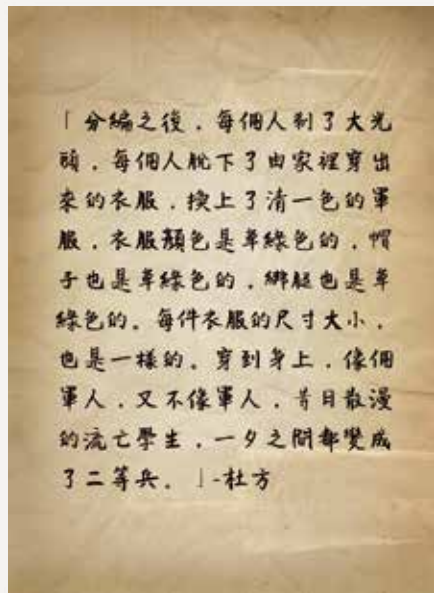 「分編之後，每個人剃了大光
頭，每個人脫下了由家裡穿出
來的衣服，換上了清一色的軍
服，衣服顏色是草綠色的，帽
子也是草綠色的，綁腿也是草
綠色的。每件衣服的尺寸大小，
也是一樣的。穿到身上，像個
軍人，又不像軍人，昔日散漫
的流亡學生，一夕之間都變成
了二等兵。」-杜方